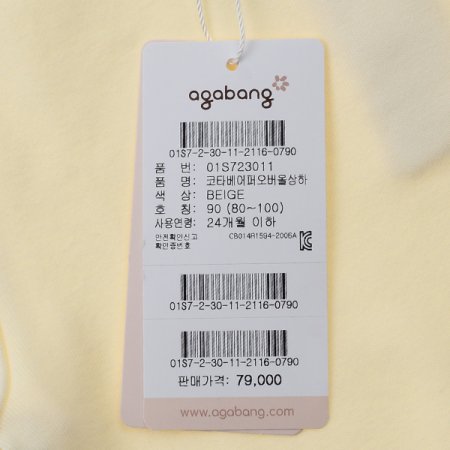 agabang
01S7-2-30-11-2116-0790
품 번: 01S723011
품 명: 코타베어퍼오버올상하
색 상: BEIGE
호 칭: 90 (80~100)
사용연령: 24개월 이하
안전확인신고
확인증번호 CB014R1594-2006A
01S7-2-30-11-2116-0790
01S7-2-30-11-2116-0790
판매가격: 79,000
www.agabang.com